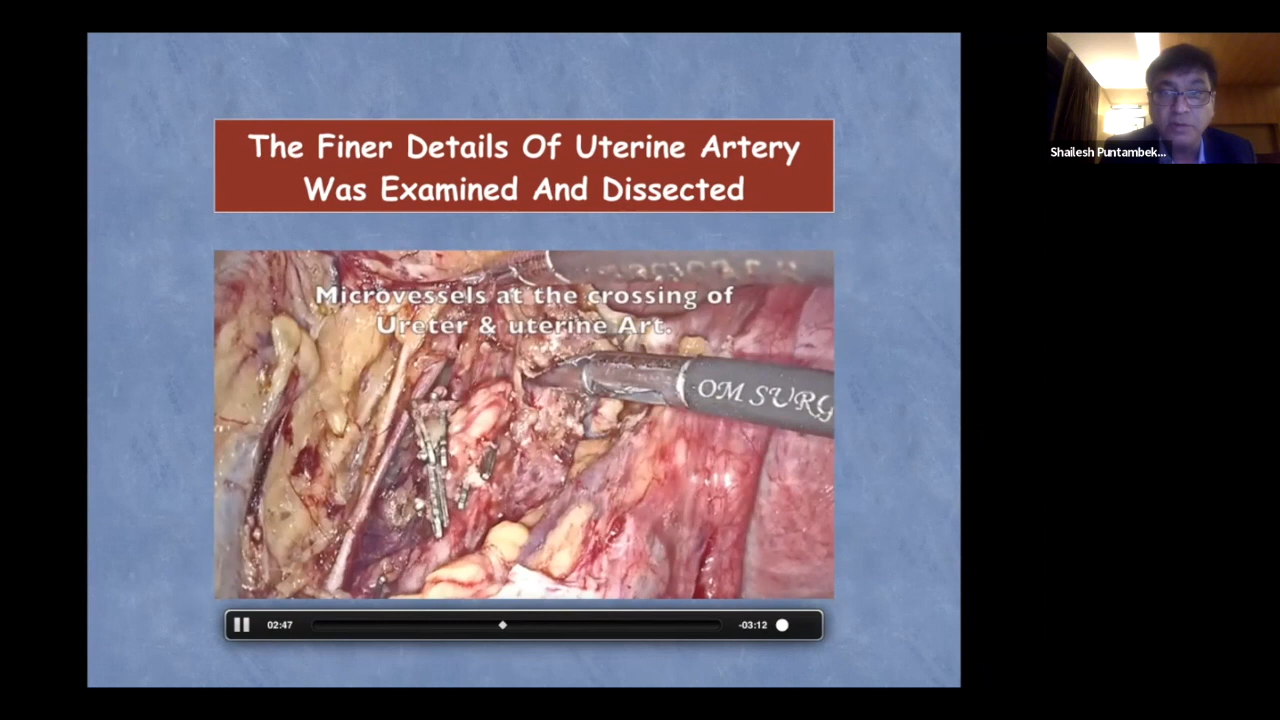 The Finer Details Of Uterine Artery
Was Examined And Dissected
Microvessels at the crossing of
Ureter & uterine Art.
OM SURG
02:47
-03:12
Shailesh Puntambek...